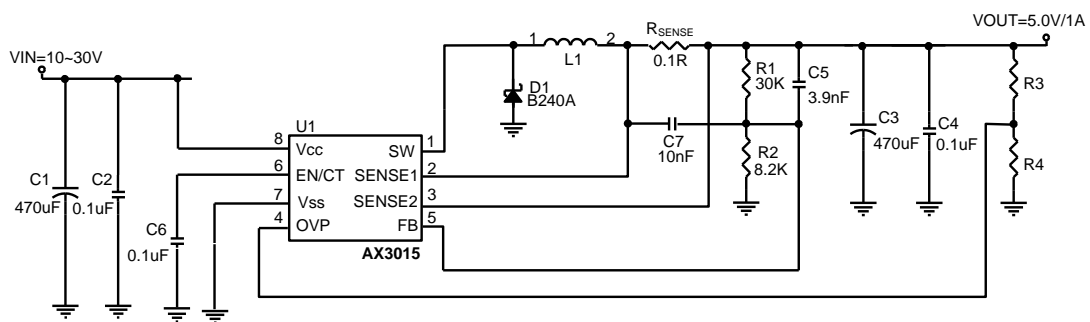 VOUT=5.0V/1A
VIN=10~30V
1
2
L1
RSENSE
0.1R
D1
B240A
R1
30K
C5
3.9nF
R3
C7
10nF
R2
8.2K
C3
470uF
C4
0.1uF
R4
U1
8
Vcc
SW
1
6
EN/CT
SENSE1
2
7
Vss
SENSE2
3
4
OVP
FB
5
AX3015
C1
470uF
C2
0.1uF
C6
0.1uF